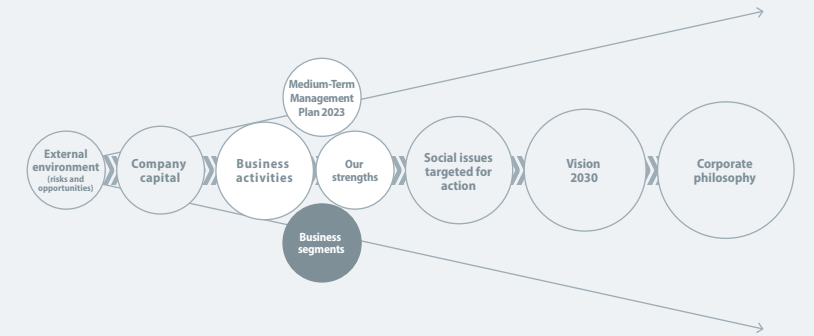 External
environment
(risks and
opportunities)
Company
capital
Business
activities
Medium-Term
Management
Plan 2023
Our
strengths
Business
segments
Social issues
targeted for
action
Vision
2030
Corporate
philosophy